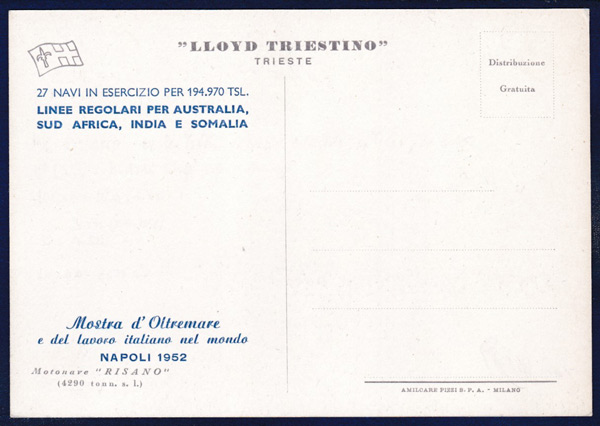 "LLOYD TRIESTINO"
TRIESTE
Distribuzione
Gratuita
27 NAVI IN ESERCIZIO PER 194.970 TSL.
LINEE REGOLARI PER AUSTRALIA,
SUD AFRICA, INDIA E SOMALIA
Mostra d'Oltremare
e del lavoro italiano nel mondo
NAPOLI 1952
Motonave "RISANO"
(4290 tonn. s. l.)
AMILCARE PIZZI S. P. A. - MILANO